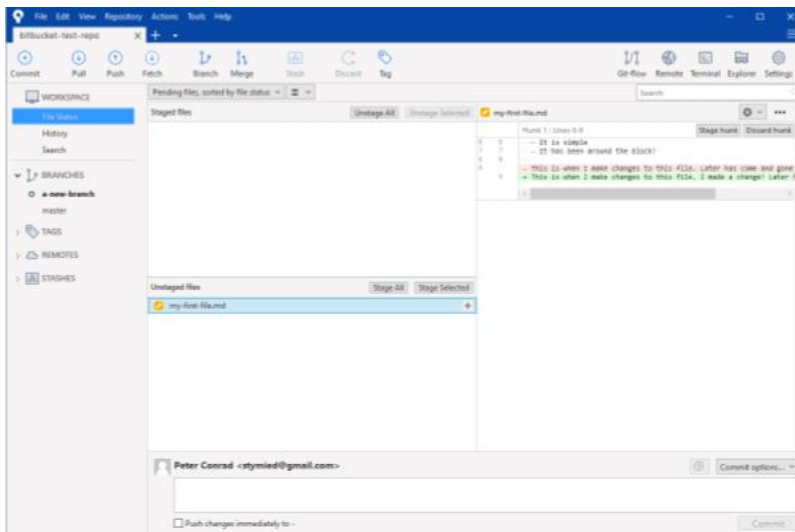 File Edit View Repository Actions Tools Help
bitbucket-test-repo
Commit Pull Push Fetch Branch Merge Stash Discard Tag Git-flow Remote Terminal Explorer Settings
WORKSPACE
File Status
History
Search
BRANCHES
a-new-branch
master
TAGS
REMOTES
STASHES
Pending files, sorted by file status
Search
Staged files
Unstage All Unstage Selected
my-first-file.md
Hunk 1 : Lines 6-9
Stage hunk Discard hunk
- It is simple
- It has been around the block!
- This is when I make changes to this file. Later has come and gone
+ This is when I make changes to this file. I made a change! Later
Unstaged files
Stage All Stage Selected
my-first-file.md
Peter Conrad <stymied@gmail.com>
Commit options...
Push changes immediately to -
Commit